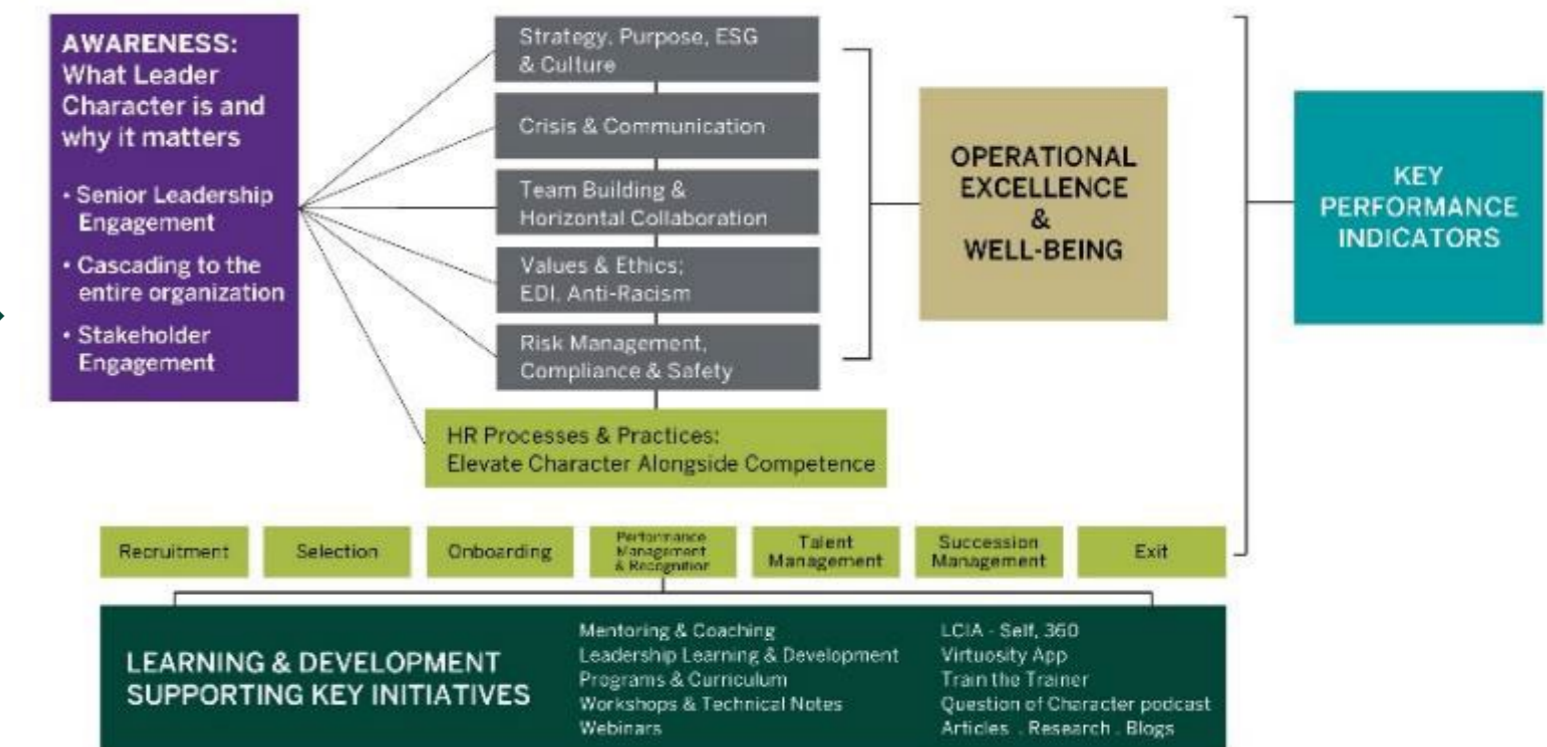 AWARENESS:
What Leader
Character is and
why it matters
• Senior Leadership
Engagement
• Cascading to the
entire organization
• Stakeholder
Engagement
Strategy, Purpose, ESG
& Culture
Crisis & Communication
Team Building &
Horizontal Collaboration
Values & Ethics;
EDI, Anti-Racism
Risk Management,
Compliance & Safety
HR Processes & Practices:
Elevate Character Alongside Competence
OPERATIONAL
EXCELLENCE
&
WELL-BEING
KEY
PERFORMANCE
INDICATORS
Recruitment
Selection
Onboarding
Performance
Management
& Recognition
Talent
Management
Succession
Management
Exit
LEARNING & DEVELOPMENT
SUPPORTING KEY INITIATIVES
Mentoring & Coaching
Leadership Learning & Development
Programs & Curriculum
Workshops & Technical Notes
Webinars
LCIA - Self, 360
Virtuosity App
Train the Trainer
Question of Character podcast
Articles . Research . Blogs